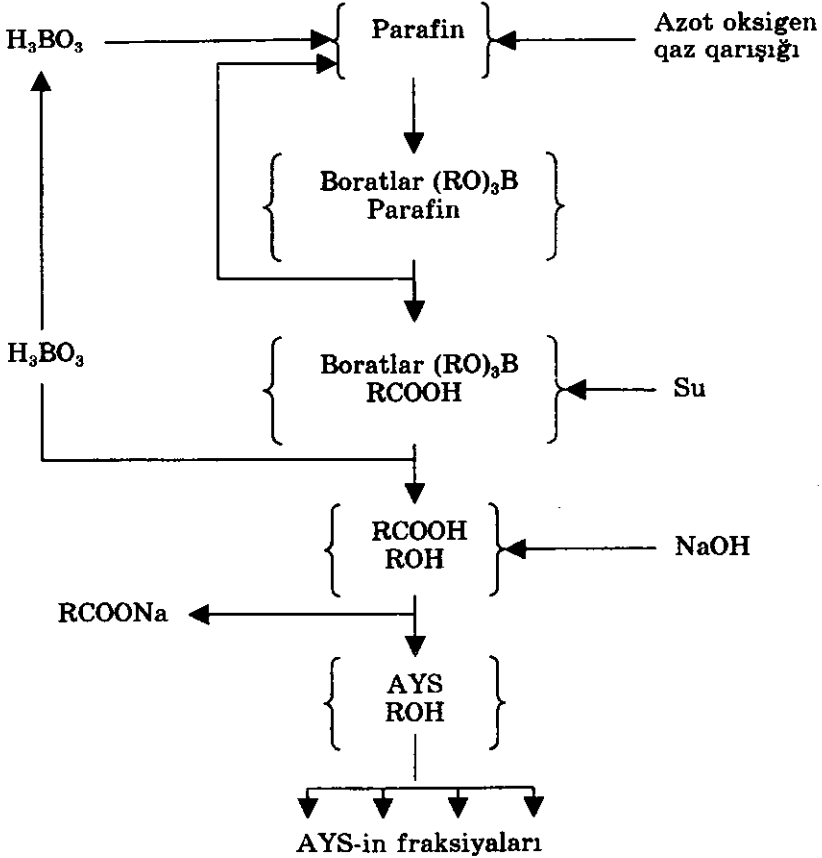 H₃BO₃
Parafin
Azot oksigen
qaz qarışığı
Boratlar (RO)₃B
Parafin
H₃BO₃
Boratlar (RO)₃B
RCOOH
Su
RCOOH
ROH
NaOH
RCOONa
AYS
ROH
AYS-in fraksiyaları